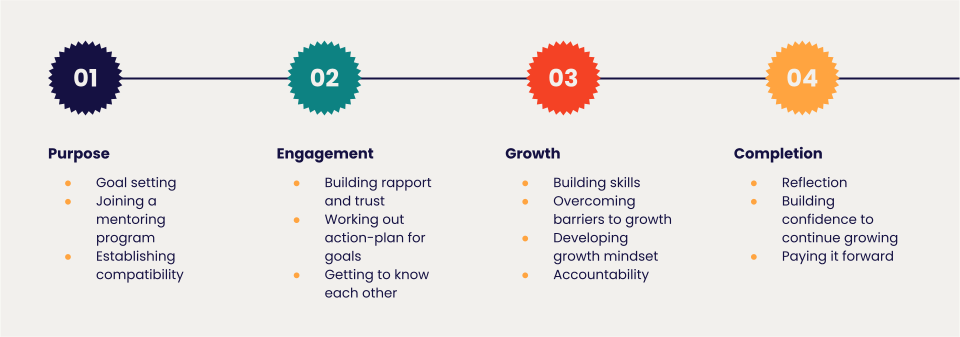 01
02
03
04
Purpose
Goal setting
Joining a
mentoring
program
Establishing
compatibility
Engagement
Building rapport
and trust
Working out
action-plan for
goals
Getting to know
each other
Growth
Building skills
Overcoming
barriers to growth
Developing
growth mindset
Accountability
Completion
Reflection
Building
confidence to
continue growing
Paying it forward